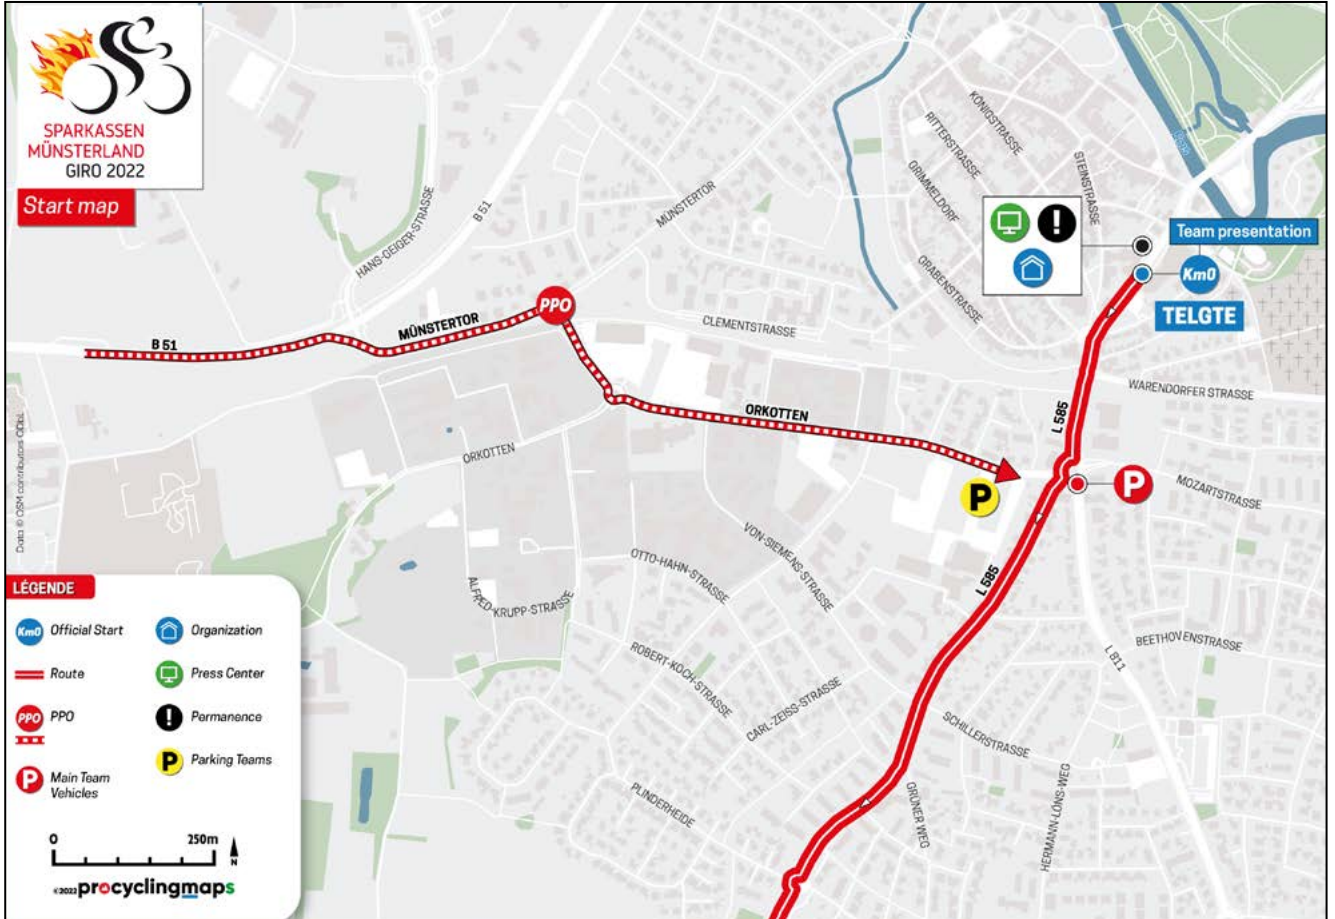 SPARKASSEN
MÜNSTERLAND
GIRO 2022
Start map
HANS-GEIGER-STRASSE
B 51
MÜNSTERTOR
KÖNIGSTRASSE
RITTERSTRASSE
GRIMMELDORF
STEINSTRASSE
GRABENSTRASSE
Ems
!
Team presentation
Km0
TELGTE
PPO
B 51
MÜNSTERTOR
CLEMENTSTRASSE
WARENDORFER STRASSE
L 585
ORKOTTEN
ORKOTTEN
P
P
MOZARTSTRASSE
VON-SIEMENS-STRASSE
OTTO-HAHN-STRASSE
ALFRED-KRUPP-STRASSE
L 585
BEETHOVENSTRASSE
L 811
ROBERT-KOCH-STRASSE
CARL-ZEISS-STRASSE
SCHILLERSTRASSE
PLINDERHEIDE
GRÜNER WEG
HERMANN-LÖNS-WEG
Data © OSM contributors ODbL
LÉGENDE
Km0 Official Start
Organization
Route
Press Center
PPO PPO
! Permanence
P Main Team
Vehicles
P Parking Teams
0 250m
N
©2022 procyclingmaps